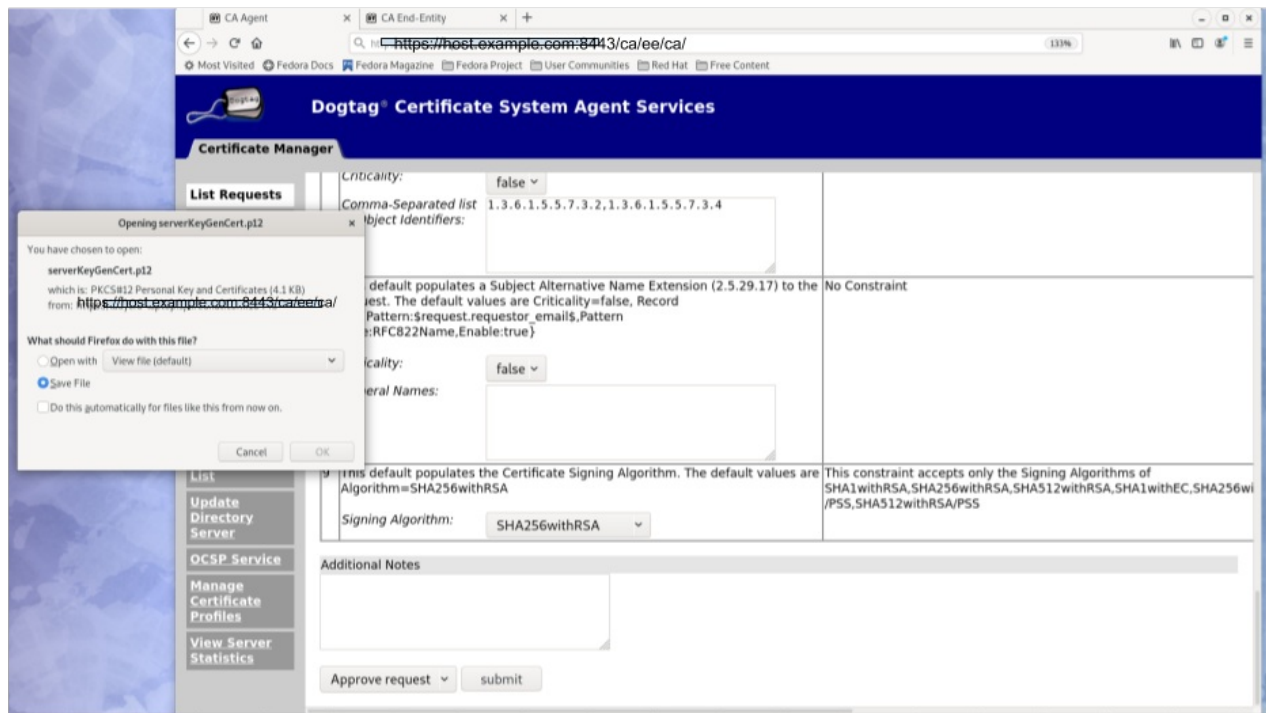 CA Agent
CA End-Entity
https://host.example.com:8443/ca/ee/ca/
133%
Most Visited Fedora Docs Fedora Magazine Fedora Project User Communities Red Hat Free Content
Dogtag
Dogtag® Certificate System Agent Services
Certificate Manager
List Requests
Opening serverKeyGenCert.p12
You have chosen to open:
serverKeyGenCert.p12
which is: PKCS#12 Personal Key and Certificates (4.1 KB)
from: https://host.example.com:8443/ca/ee/ca/
What should Firefox do with this file?
Open with View file (default)
Save File
Do this automatically for files like this from now on.
Cancel OK
List
Update
Directory
Server
OCSP Service
Manage
Certificate
Profiles
View Server
Statistics
Criticality: false
Comma-Separated list 1.3.6.1.5.5.7.3.2,1.3.6.1.5.5.7.3.4
bject Identifiers:
default populates a Subject Alternative Name Extension (2.5.29.17) to the No Constraint
est. The default values are Criticality=false, Record
Pattern:$request.requestor_email$,Pattern
:RFC822Name,Enable:true}
icality: false
eral Names:
9 This default populates the Certificate Signing Algorithm. The default values are
Algorithm=SHA256withRSA
Signing Algorithm: SHA256withRSA
This constraint accepts only the Signing Algorithms of
SHA1withRSA,SHA256withRSA,SHA512withRSA,SHA1withEC,SHA256wi
/PSS,SHA512withRSA/PSS
Additional Notes
Approve request submit